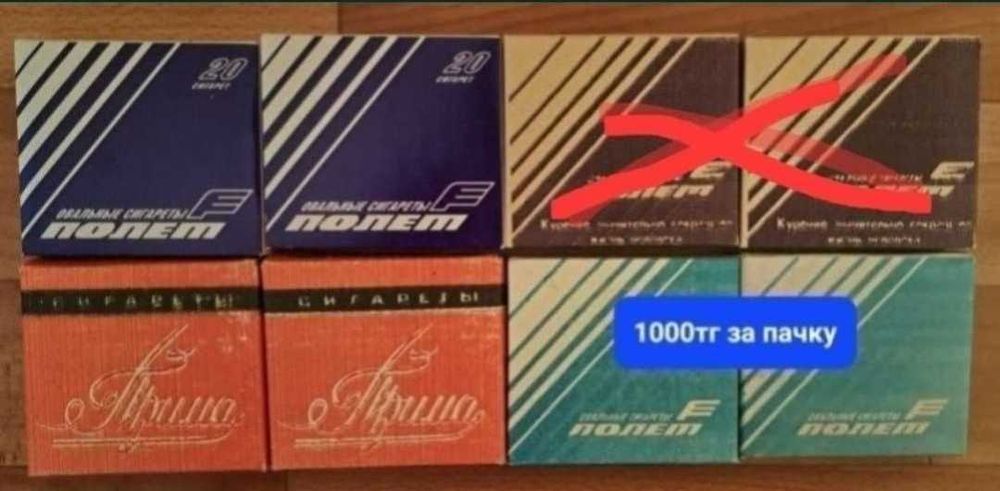 20
СИГАРЕТ
ОВАЛЬНЫЕ СИГАРЕТЫ
ПОЛЕТ
20
СИГАРЕТ
ОВАЛЬНЫЕ СИГАРЕТЫ
ПОЛЕТ
Курение
СИГАРЕТЫ
Прима
СИГАРЕТЫ
Прима
1000тг за пачку
ОВАЛЬНЫЕ СИГАРЕТЫ
ПОЛЕТ
ОВАЛЬНЫЕ СИГАРЕТЫ
ПОЛЕТ